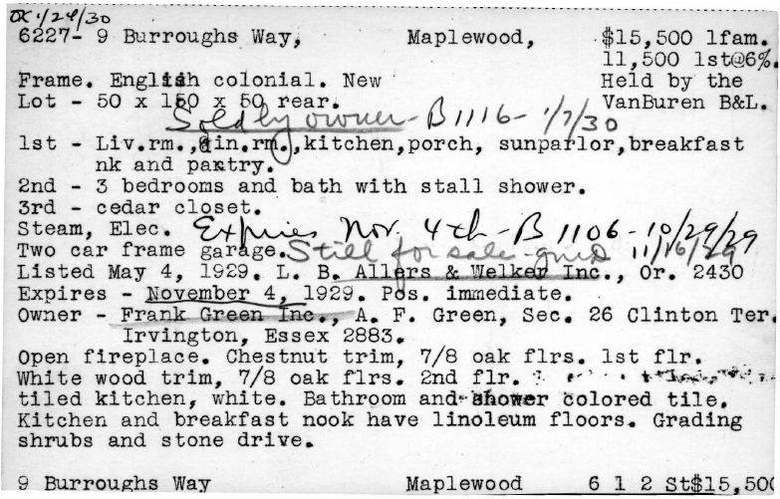 OK 1/24/30
6227- 9 Burroughs Way, Maplewood, $15,500 1fam.
11,500 1st@6%.
Frame. English colonial. New Held by the
Lot - 50 x 150 x 50 rear. VanBuren B&L.
Sold by owner - B 1116 - 1/7/30
1st - Liv.rm.,din.rm.,kitchen,porch, sunparlor,breakfast
nk and pantry.
2nd - 3 bedrooms and bath with stall shower.
3rd - cedar closet.
Steam, Elec. Expires Nov. 4th - B 1106 - 10/29/29
Two car frame garage. Still for sale 11/16/29
Listed May 4, 1929. L. B. Allers & Welker Inc., Or. 2430
Expires - November 4, 1929. Pos. immediate.
Owner - Frank Green Inc., A. F. Green, Sec. 26 Clinton Ter.
Irvington, Essex 2883.
Open fireplace. Chestnut trim, 7/8 oak flrs. 1st flr.
White wood trim, 7/8 oak flrs. 2nd flr.
tiled kitchen, white. Bathroom and shower colored tile.
Kitchen and breakfast nook have linoleum floors. Grading
shrubs and stone drive.
9 Burroughs Way Maplewood 6 1 2 St$15,500